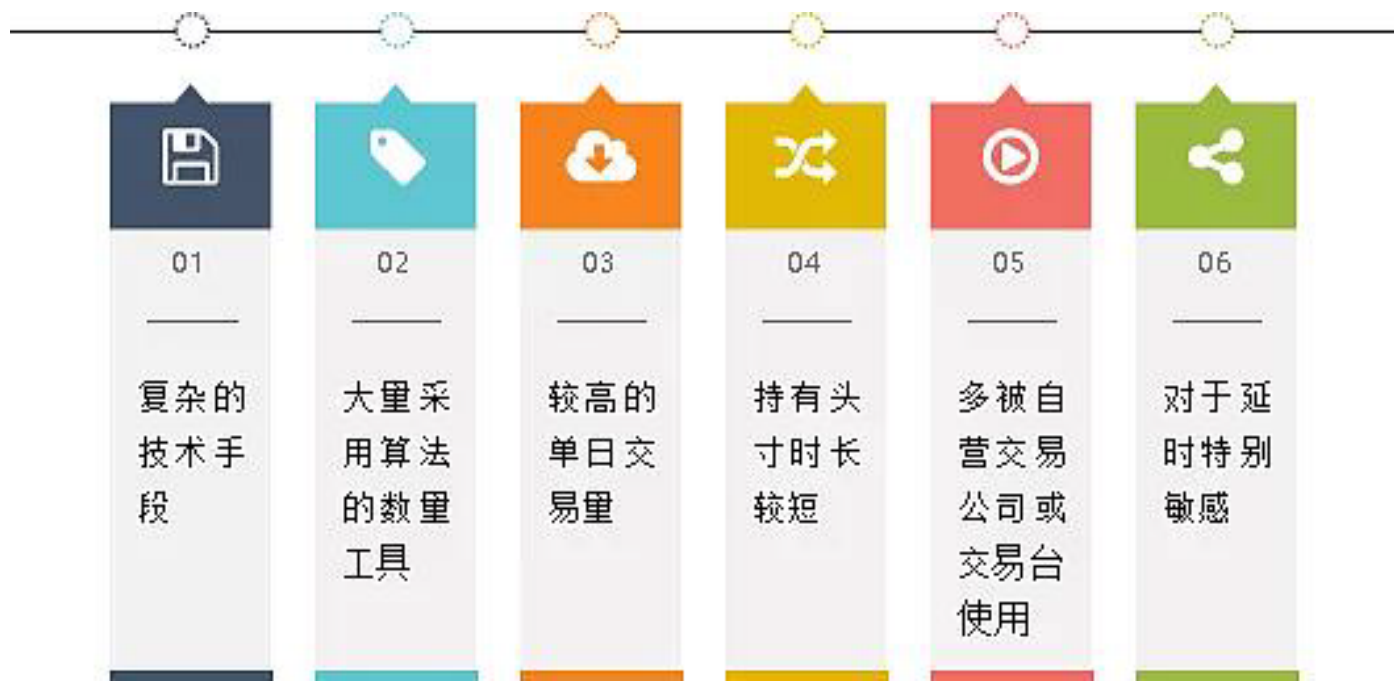 01
复杂的
技术手
段
02
大量采
用算法
的数量
工具
03
较高的
单日交
易量
04
持有头
寸时长
较短
05
多被自
营交易
公司或
交易台
使用
06
对于延
时特别
敏感